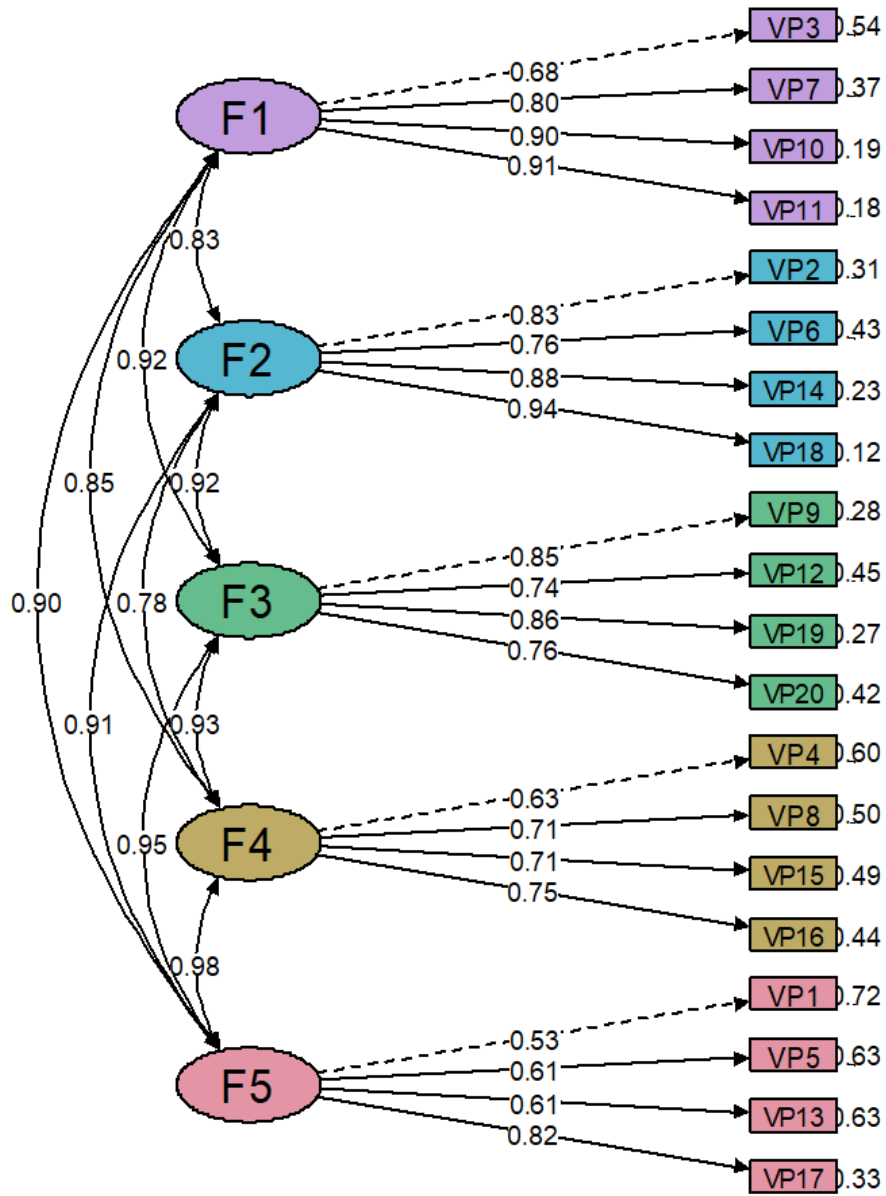 VP3 0.54
0.68
VP7 0.37
0.80
F1
0.90
VP10 0.19
0.91
VP11 0.18
0.83
VP2 0.31
0.83
VP6 0.43
0.76
0.92
F2
0.88
VP14 0.23
0.94
VP18 0.12
0.85
0.92
VP9 0.28
0.85
VP12 0.45
0.74
0.90
0.78
F3
0.86
VP19 0.27
0.76
VP20 0.42
0.91
0.93
VP4 0.60
0.63
VP8 0.50
0.71
0.95
F4
0.71
VP15 0.49
0.75
VP16 0.44
0.98
VP1 0.72
0.53
VP5 0.63
0.61
F5
0.61
VP13 0.63
0.82
VP17 0.33